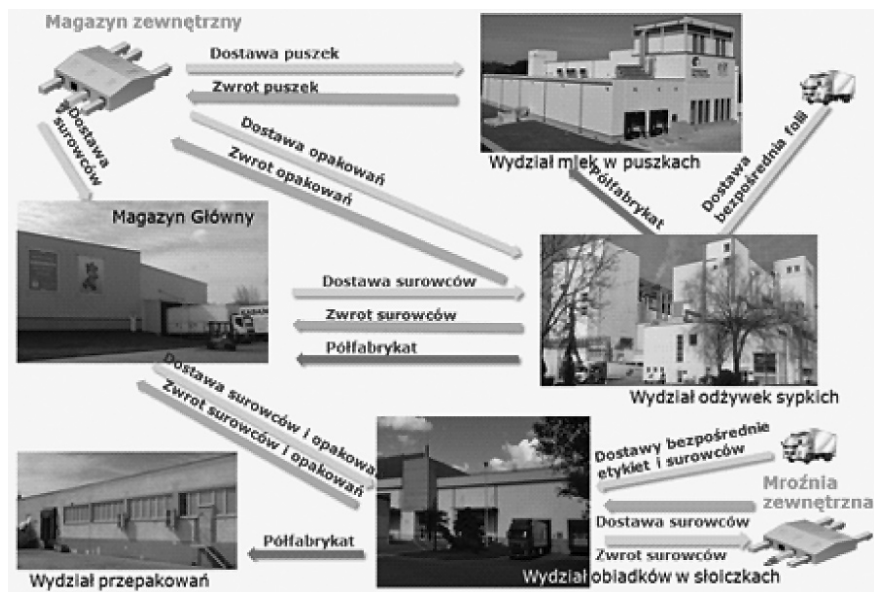 Magazyn zewnętrzny
Dostawa puszek
Zwrot puszek
Dostawa
surowców
Dostawa opakowań
Zwrot opakowań
Wydział mlek w puszkach
Półfabrykat
Dostawa
bezpośrednia folii
Magazyn Główny
Dostawa surowców
Zwrot surowców
Półfabrykat
Wydział odżywek sypkich
Dostawa surowców i opakowa
Zwrot surowców i opakowań
Dostawy bezpośrednie
etykiet i surowców
Mroźnia
zewnętrzna
Dostawa surowców
Zwrot surowców
Półfabrykat
Wydział przepakowań
Wydział obiadków w słoiczkach